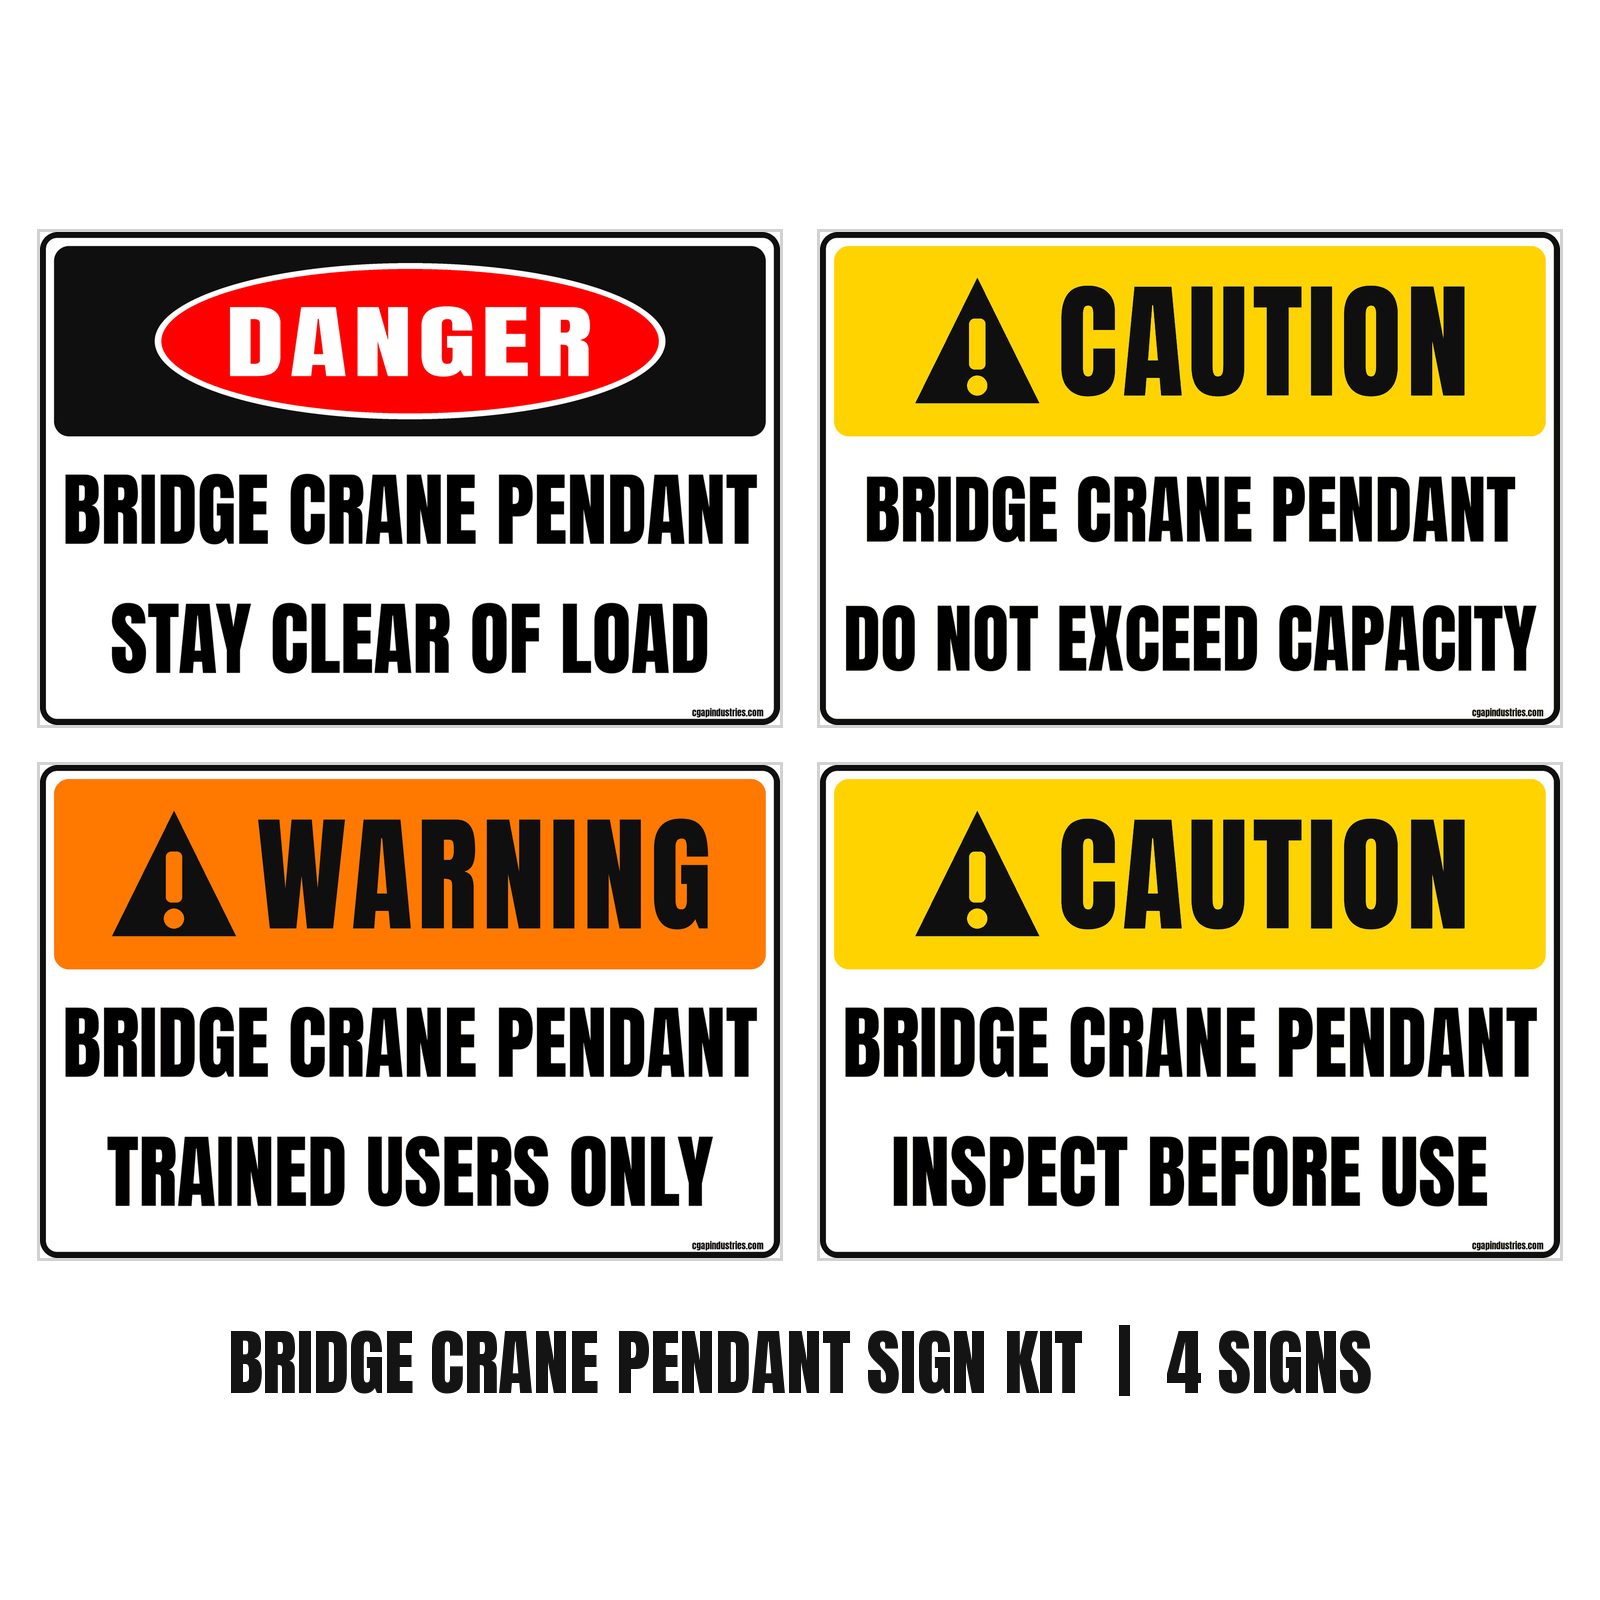 DANGER
BRIDGE CRANE PENDANT
STAY CLEAR OF LOAD
cgapindustries.com
CAUTION
BRIDGE CRANE PENDANT
DO NOT EXCEED CAPACITY
cgapindustries.com
WARNING
BRIDGE CRANE PENDANT
TRAINED USERS ONLY
cgapindustries.com
CAUTION
BRIDGE CRANE PENDANT
INSPECT BEFORE USE
cgapindustries.com
BRIDGE CRANE PENDANT SIGN KIT | 4 SIGNS